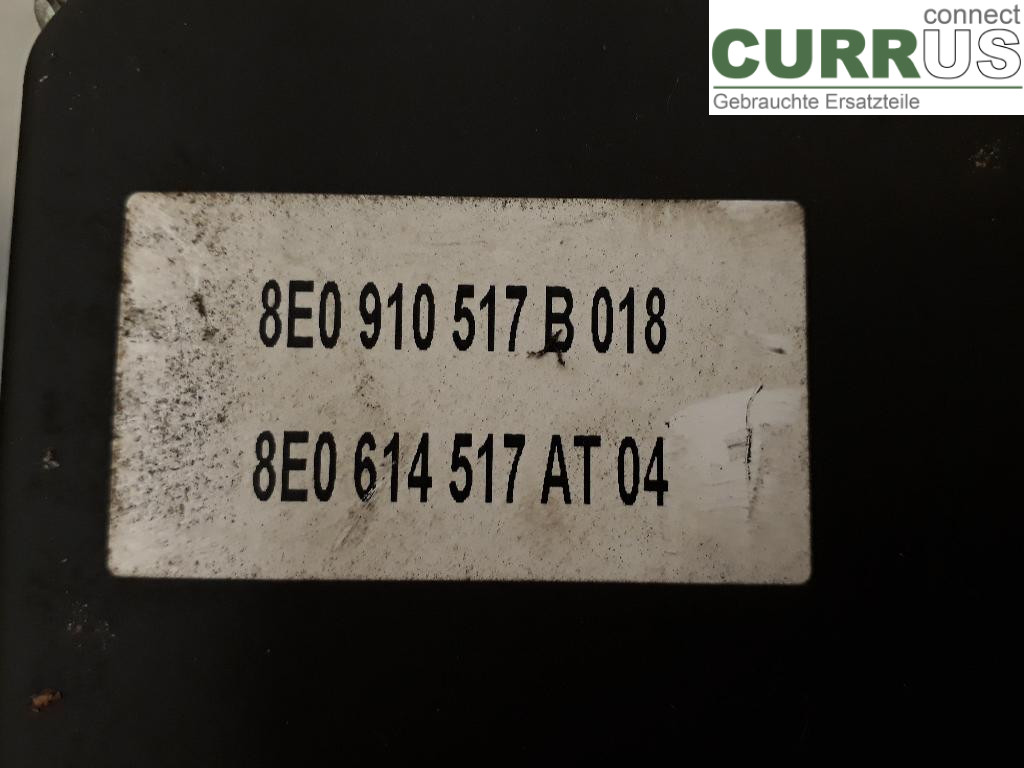 connect
CURRUS
Gebrauchte Ersatzteile
8E0 910 517 B 018
8E0 614 517 AT 04